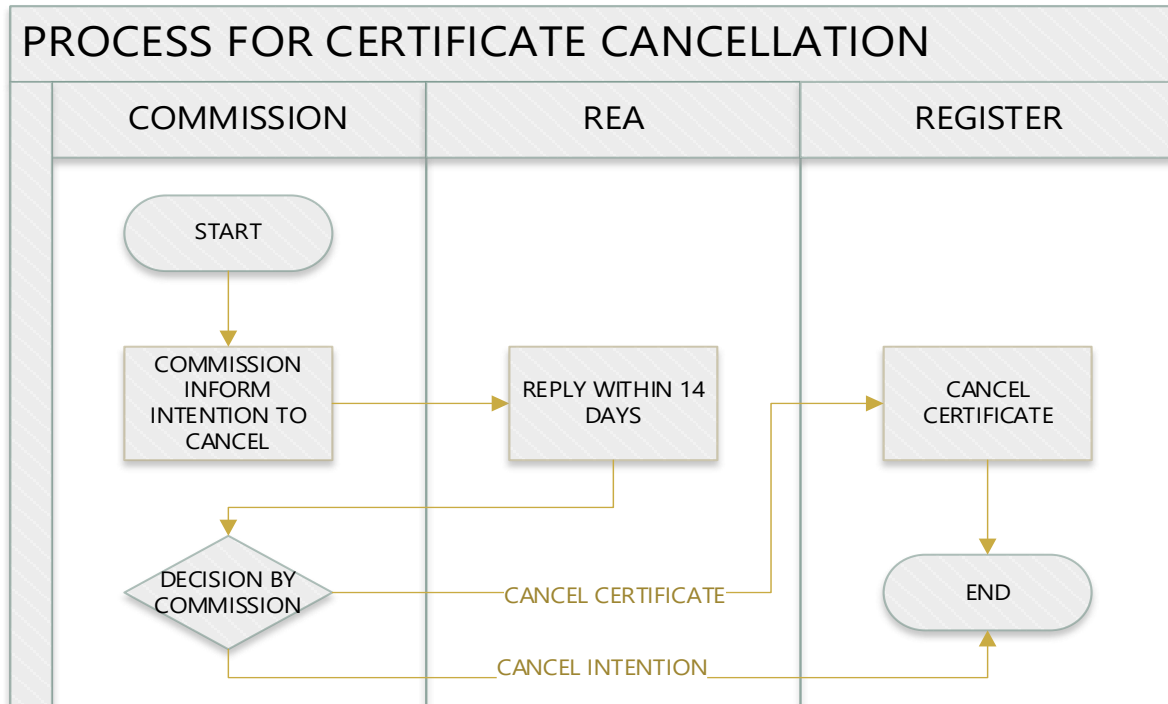 PROCESS FOR CERTIFICATE CANCELLATION
COMMISSION
REA
REGISTER
START
COMMISSION
INFORM
INTENTION TO
CANCEL
REPLY WITHIN 14
DAYS
CANCEL
CERTIFICATE
DECISION BY
COMMISSION
CANCEL CERTIFICATE
END
CANCEL INTENTION